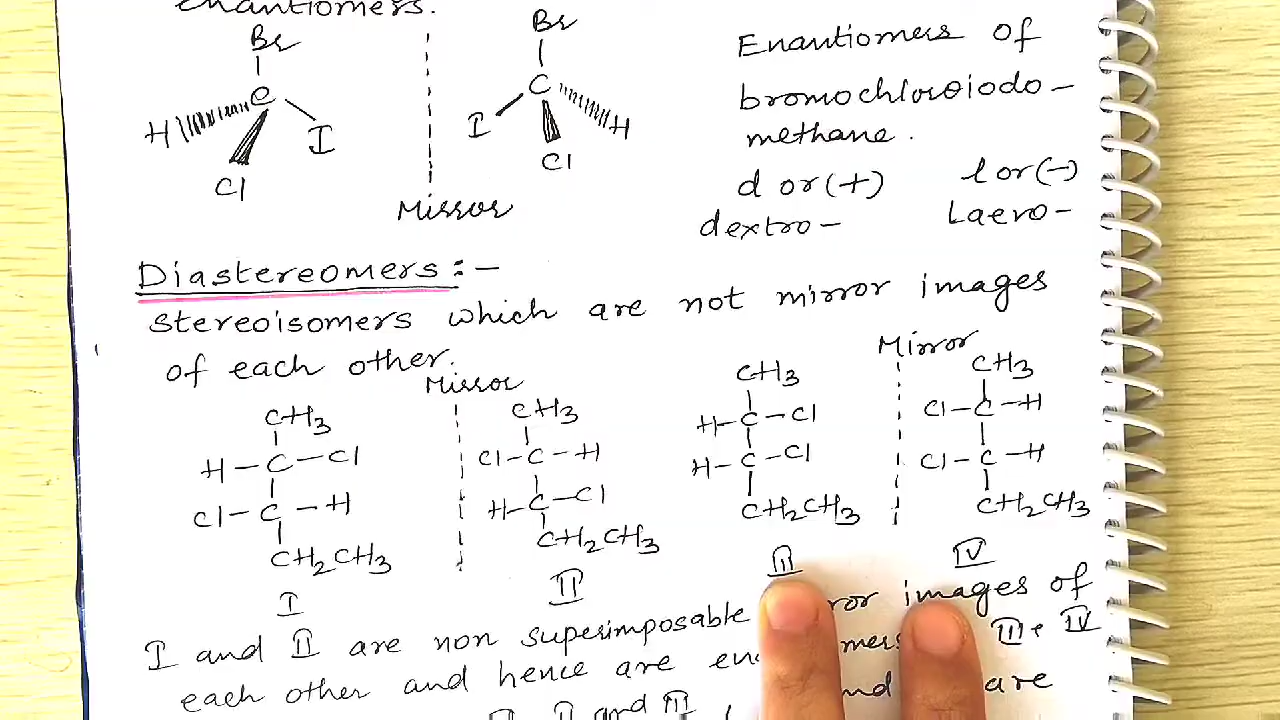 enantiomers.
Br Br
C C
H I I H
Cl Cl
Mirror
Enantiomers of
bromochloroiodo-
methane.
d or (+) l or (-)
dextro- Laevo-
Diastereomers:-
stereoisomers which are not mirror images
of each other.
Mirror Mirror
CH3 CH3 CH3 CH3
H-C-Cl Cl-C-H H-C-Cl Cl-C-H
Cl-C-H H-C-Cl H-C-Cl Cl-C-H
CH2CH3 CH2CH3 CH2CH3 CH2CH3
I II IV
I and II are non superimposable images of
each other and hence are III & IV
II and III are